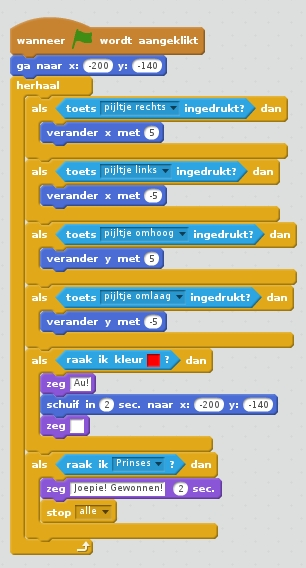 wanneer wordt aangeklikt
ga naar x: -200 y: -140
herhaal
als toets pijltje rechts ingedrukt? dan
verander x met 5
als toets pijltje links ingedrukt? dan
verander x met -5
als toets pijltje omhoog ingedrukt? dan
verander y met 5
als toets pijltje omlaag ingedrukt? dan
verander y met -5
als raak ik kleur ? dan
zeg Au!
schuif in 2 sec. naar x: -200 y: -140
zeg
als raak ik Prinses ? dan
zeg Joepie! Gewonnen! 2 sec.
stop alle